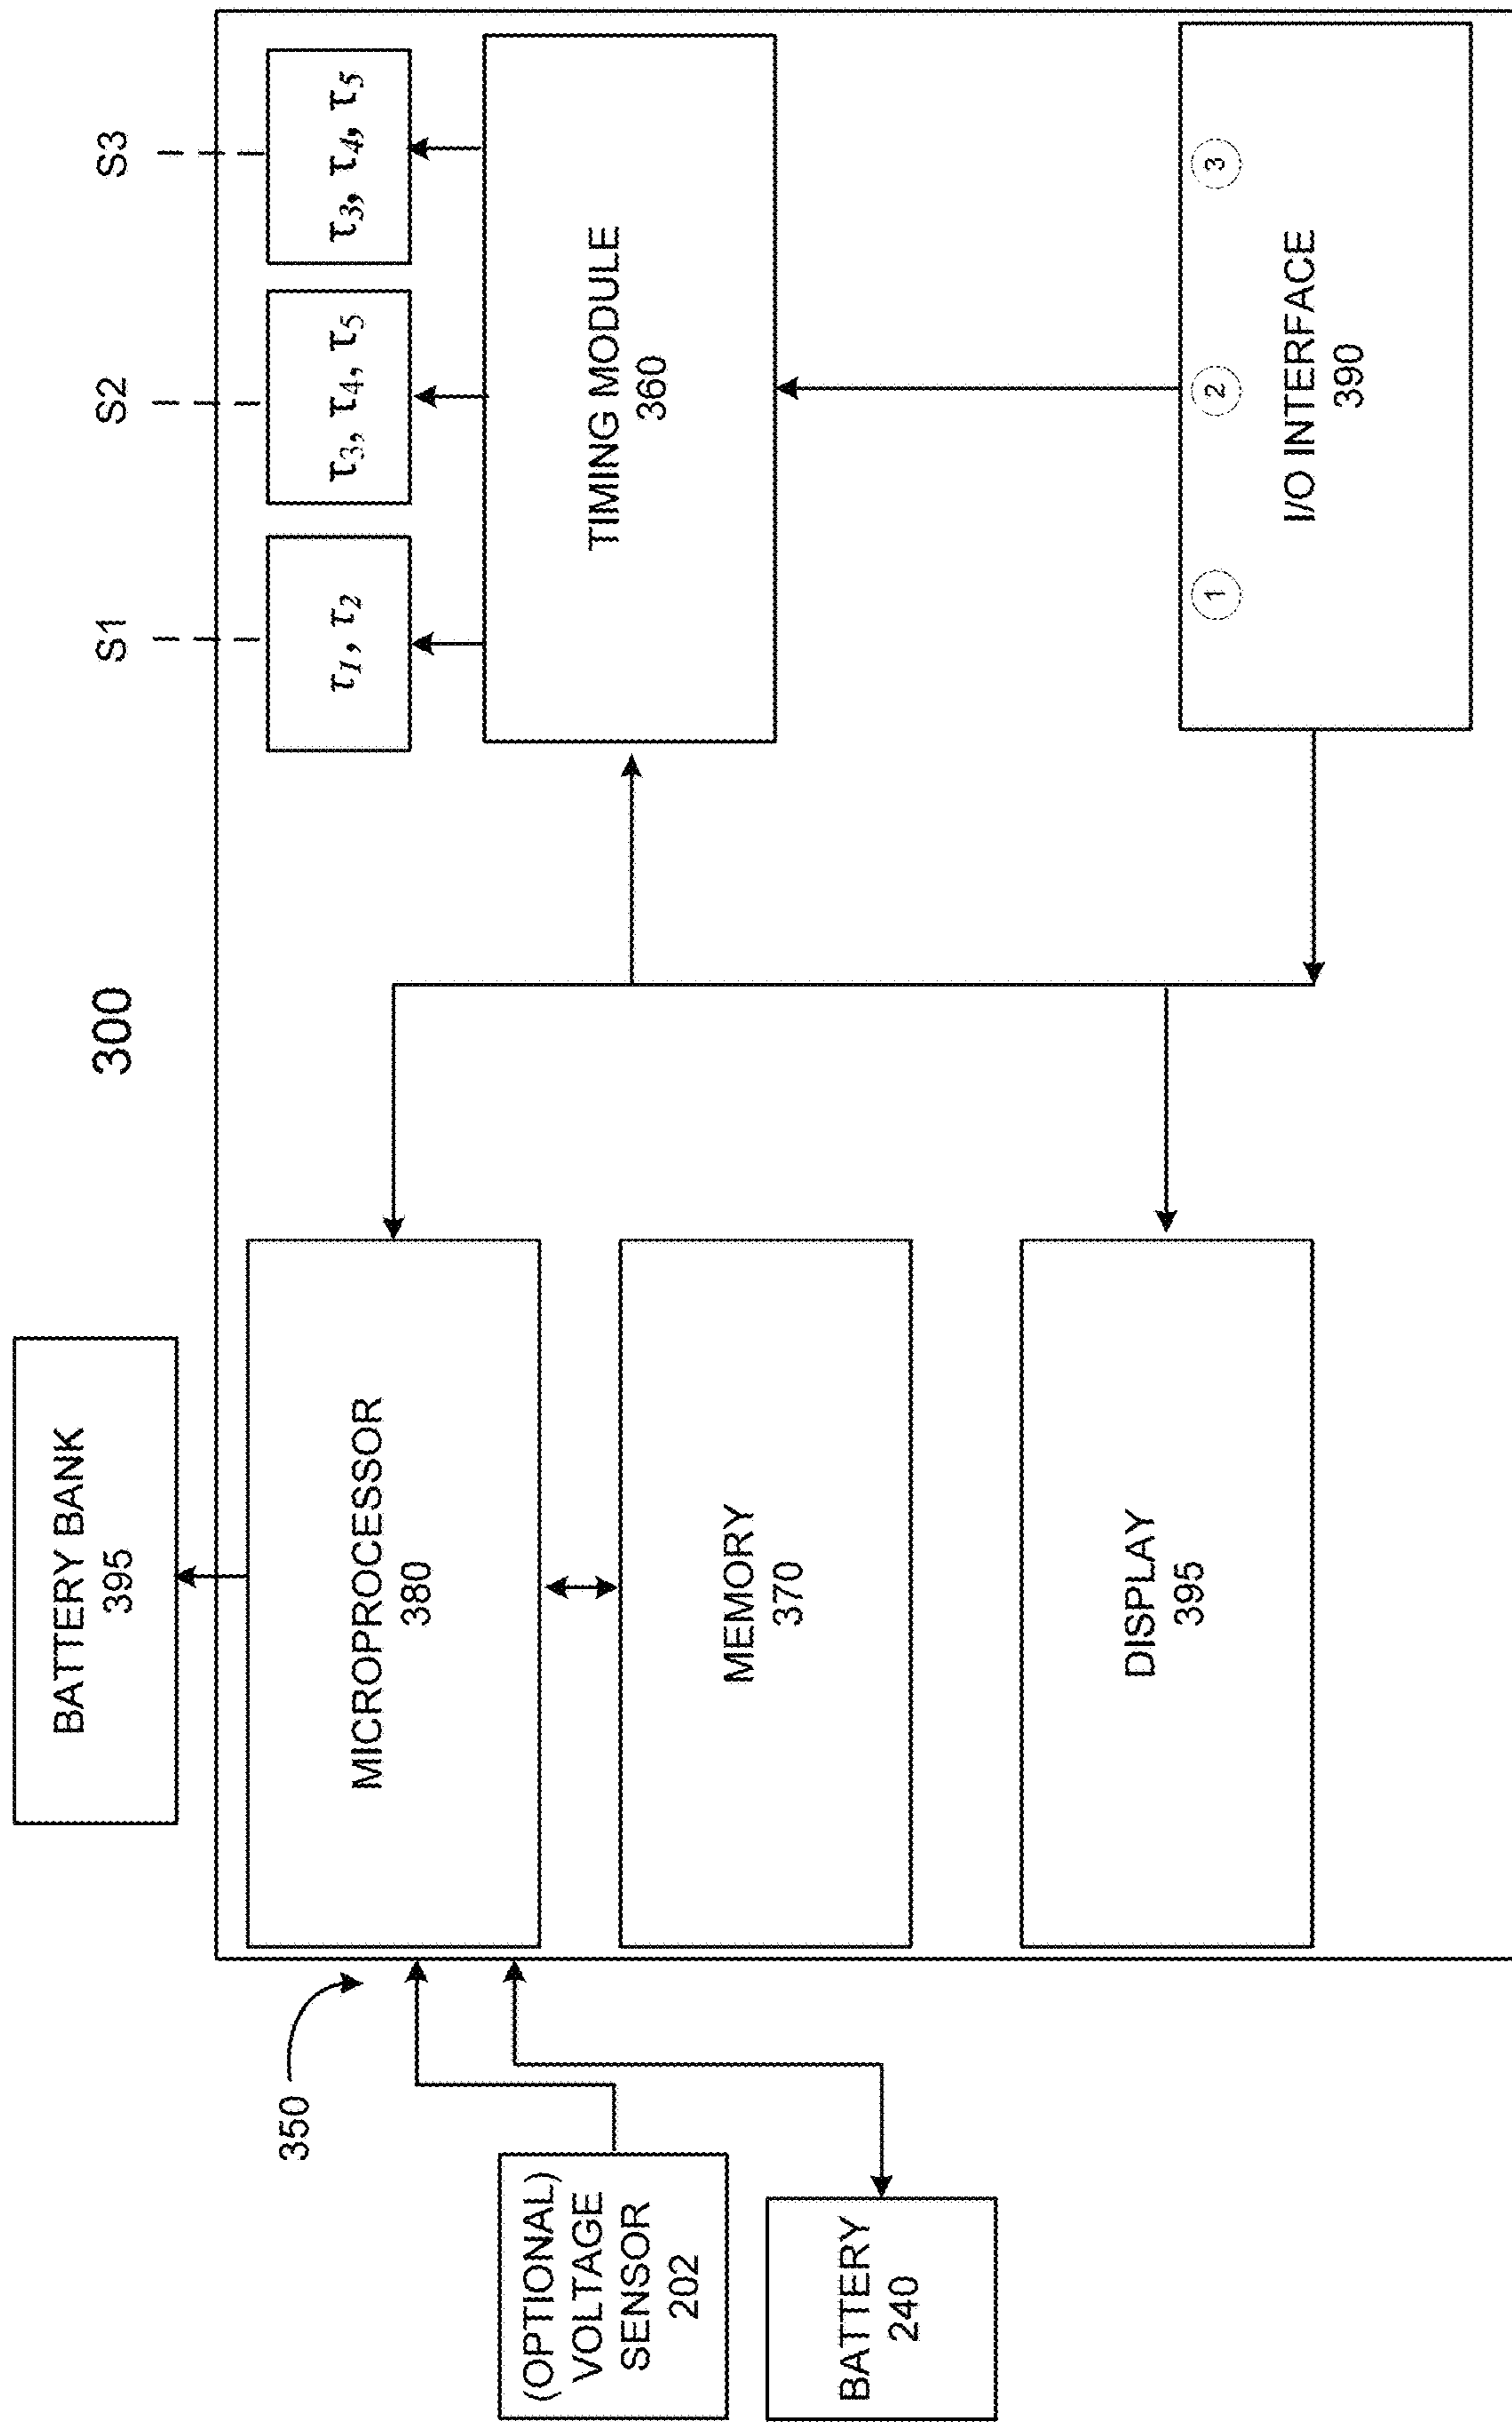 300
S1
S2
S3
BATTERY BANK
395
350
(OPTIONAL)
VOLTAGE
SENSOR
202
BATTERY
240
MICROPROCESSOR
380
MEMORY
370
DISPLAY
395
τ1, τ2
τ3, τ4, τ5
τ3, τ4, τ5
TIMING MODULE
360
1
2
3
I/O INTERFACE
390